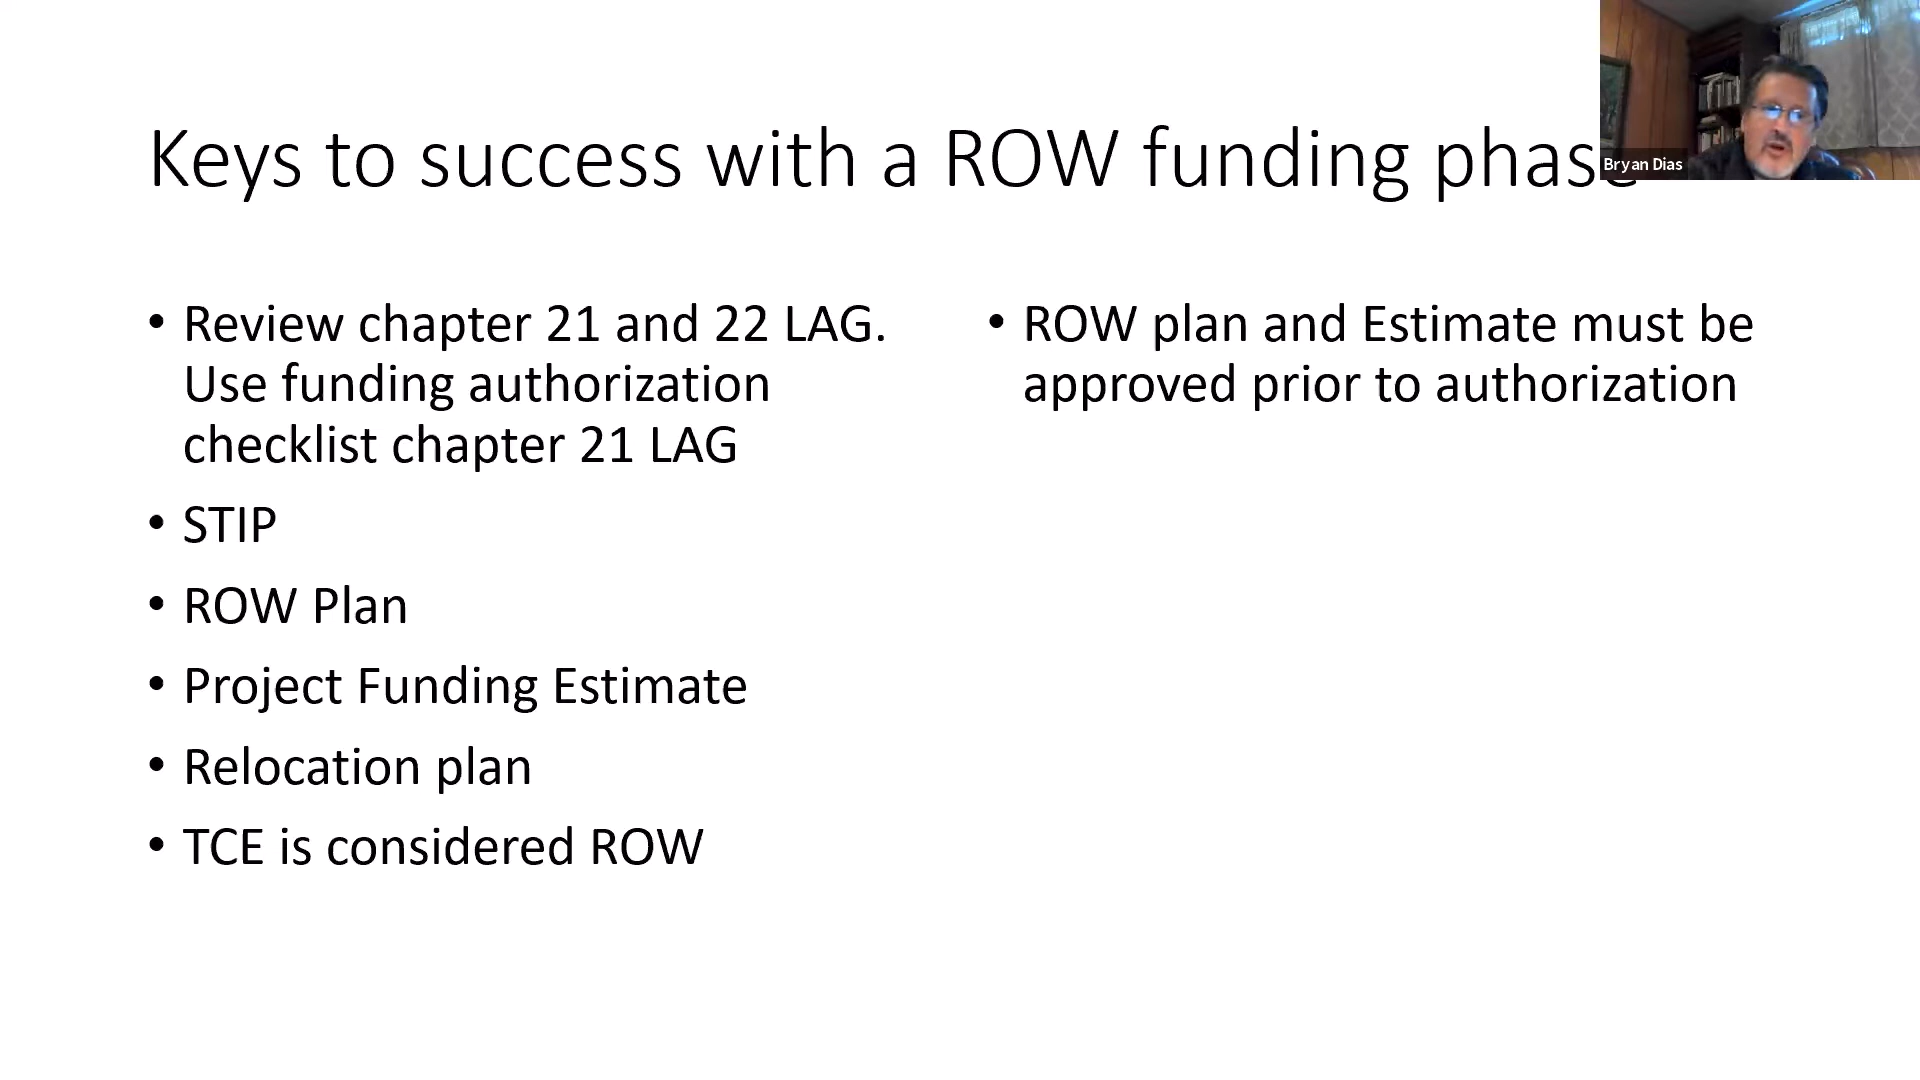 Keys to success with a ROW funding phase
Bryan Dias
• Review chapter 21 and 22 LAG.
Use funding authorization
checklist chapter 21 LAG
• STIP
• ROW Plan
• Project Funding Estimate
• Relocation plan
• TCE is considered ROW
• ROW plan and Estimate must be
approved prior to authorization